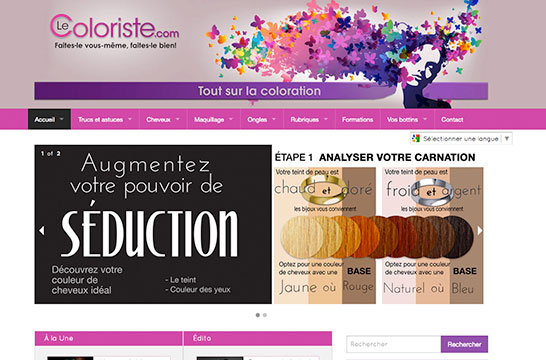 Le
Coloriste.com
Faites-le vous-même, faites-le bien!
Tout sur la coloration
Accueil Trucs et astuces Cheveux Maquillage Ongles Rubriques Formations Vos bottins Contact
Sélectionner une langue
1 of 2
Augmentez
votre pouvoir de
SÉDUCTION
Découvrez votre
couleur de
cheveux idéal
- Le teint
- Couleur des yeux
ÉTAPE 1 ANALYSER VOTRE CARNATION
Votre teint de peau est
chaud et doré
les bijoux vous conviennent
Optez pour une couleur
de cheveux avec une
BASE
Jaune où Rouge
Votre teint de peau est
froid et argent
les bijoux vous conviennent
Optez pour une couleur
de cheveux avec une
BASE
Naturel où Bleu
À la Une
Édito
Rechercher
Rechercher